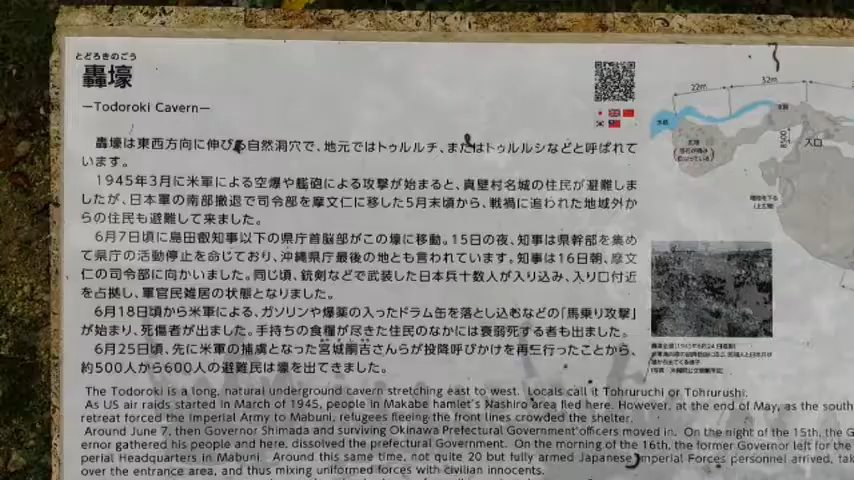 とどろきのごう
轟壕
—Todoroki Cavern—
轟壕は東西方向に伸びる自然洞穴で、地元ではトゥルルチ、またはトゥルルシなどと呼ばれて
います。
1945年3月に米軍による空爆や艦砲による攻撃が始まると、真壁村名城の住民が避難しま
したが、日本軍の南部撤退で司令部を摩文仁に移した5月末頃から、戦禍に追われた地域外か
らの住民も避難して来ました。
6月7日頃に島田叡知事以下の県庁首脳部がこの壕に移動。15日の夜、知事は県幹部を集め
て県庁の活動停止を命じており、沖縄県庁最後の地とも言われています。知事は16日朝、摩文
仁の司令部に向かいました。同じ頃、銃剣などで武装した日本兵十数人が入り込み、入り口付近
を占拠し、軍官民雑居の状態となりました。
6月18日頃から米軍による、ガソリンや爆薬の入ったドラム缶を落とし込むなどの「馬乗り攻撃」
が始まり、死傷者が出ました。手持ちの食糧が尽きた住民のなかには衰弱死する者も出ました。
6月25日頃、先に米軍の捕虜となった宮城嗣吉さんらが投降呼びかけを再三行ったことから、
約500人から600人の避難民は壕を出てきました。
The Todoroki is a long, natural underground cavern stretching east to west. Locals call it Tohruruchi or Tohrurushi.
As US air raids started in March of 1945, people in Makabe hamlet's Nashiro area fled here. However, at the end of May, as the south
retreat forced the Imperial Army to Mabuni, refugees fleeing the front lines crowded the shelter.
Around June 7, the Governor Shimada and surviving Okinawa Prefectural Government officers moved in. On the night of the 15th, the G
ernor gathered his people and here, dissolved the prefectural Government. On the morning of the 16th, the former Governor left for the
perial Headquarters in Mabuni. Around this same time, not quite 20 but fully armed Japanese Imperial Forces personnel arrived, tak
over the entrance area, and thus mixing uniformed forces with civilian innocents.
22m
32m
入口